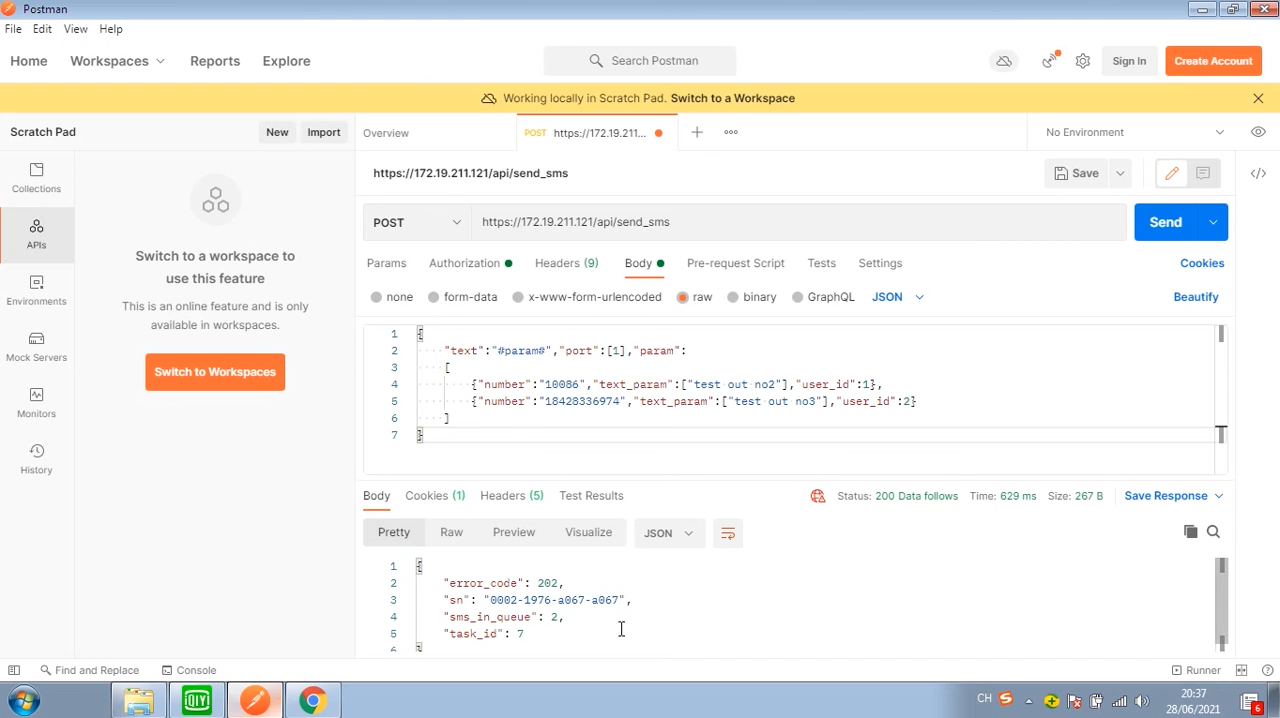 Postman
File Edit View Help
Home Workspaces Reports Explore Search Postman Sign In Create Account
Working locally in Scratch Pad. Switch to a Workspace
Scratch Pad New Import Overview POST https://172.19.211.... No Environment
Collections
https://172.19.211.121/api/send_sms Save
APIs
POST https://172.19.211.121/api/send_sms Send
Switch to a workspace to
use this feature
This is an online feature and is only
available in workspaces.
Switch to Workspaces
Environments
Mock Servers
Monitors
History
Params Authorization Headers (9) Body Pre-request Script Tests Settings Cookies
none form-data x-www-form-urlencoded raw binary GraphQL JSON Beautify
1 {
2 "text":"#param#","port":[1],"param":
3 [
4 {"number":"10086","text_param":["test out no2"],"user_id":1},
5 {"number":"18428336974","text_param":["test out no3"],"user_id":2}
6 ]
7 }
Body Cookies (1) Headers (5) Test Results Status: 200 Data follows Time: 629 ms Size: 267 B Save Response
Pretty Raw Preview Visualize JSON
1 {
2 "error_code": 202,
3 "sn": "0002-1976-a067-a067",
4 "sms_in_queue": 2,
5 "task_id": 7
6 }
Find and Replace Console Runner
QIYI CH S 20:37
28/06/2021 6